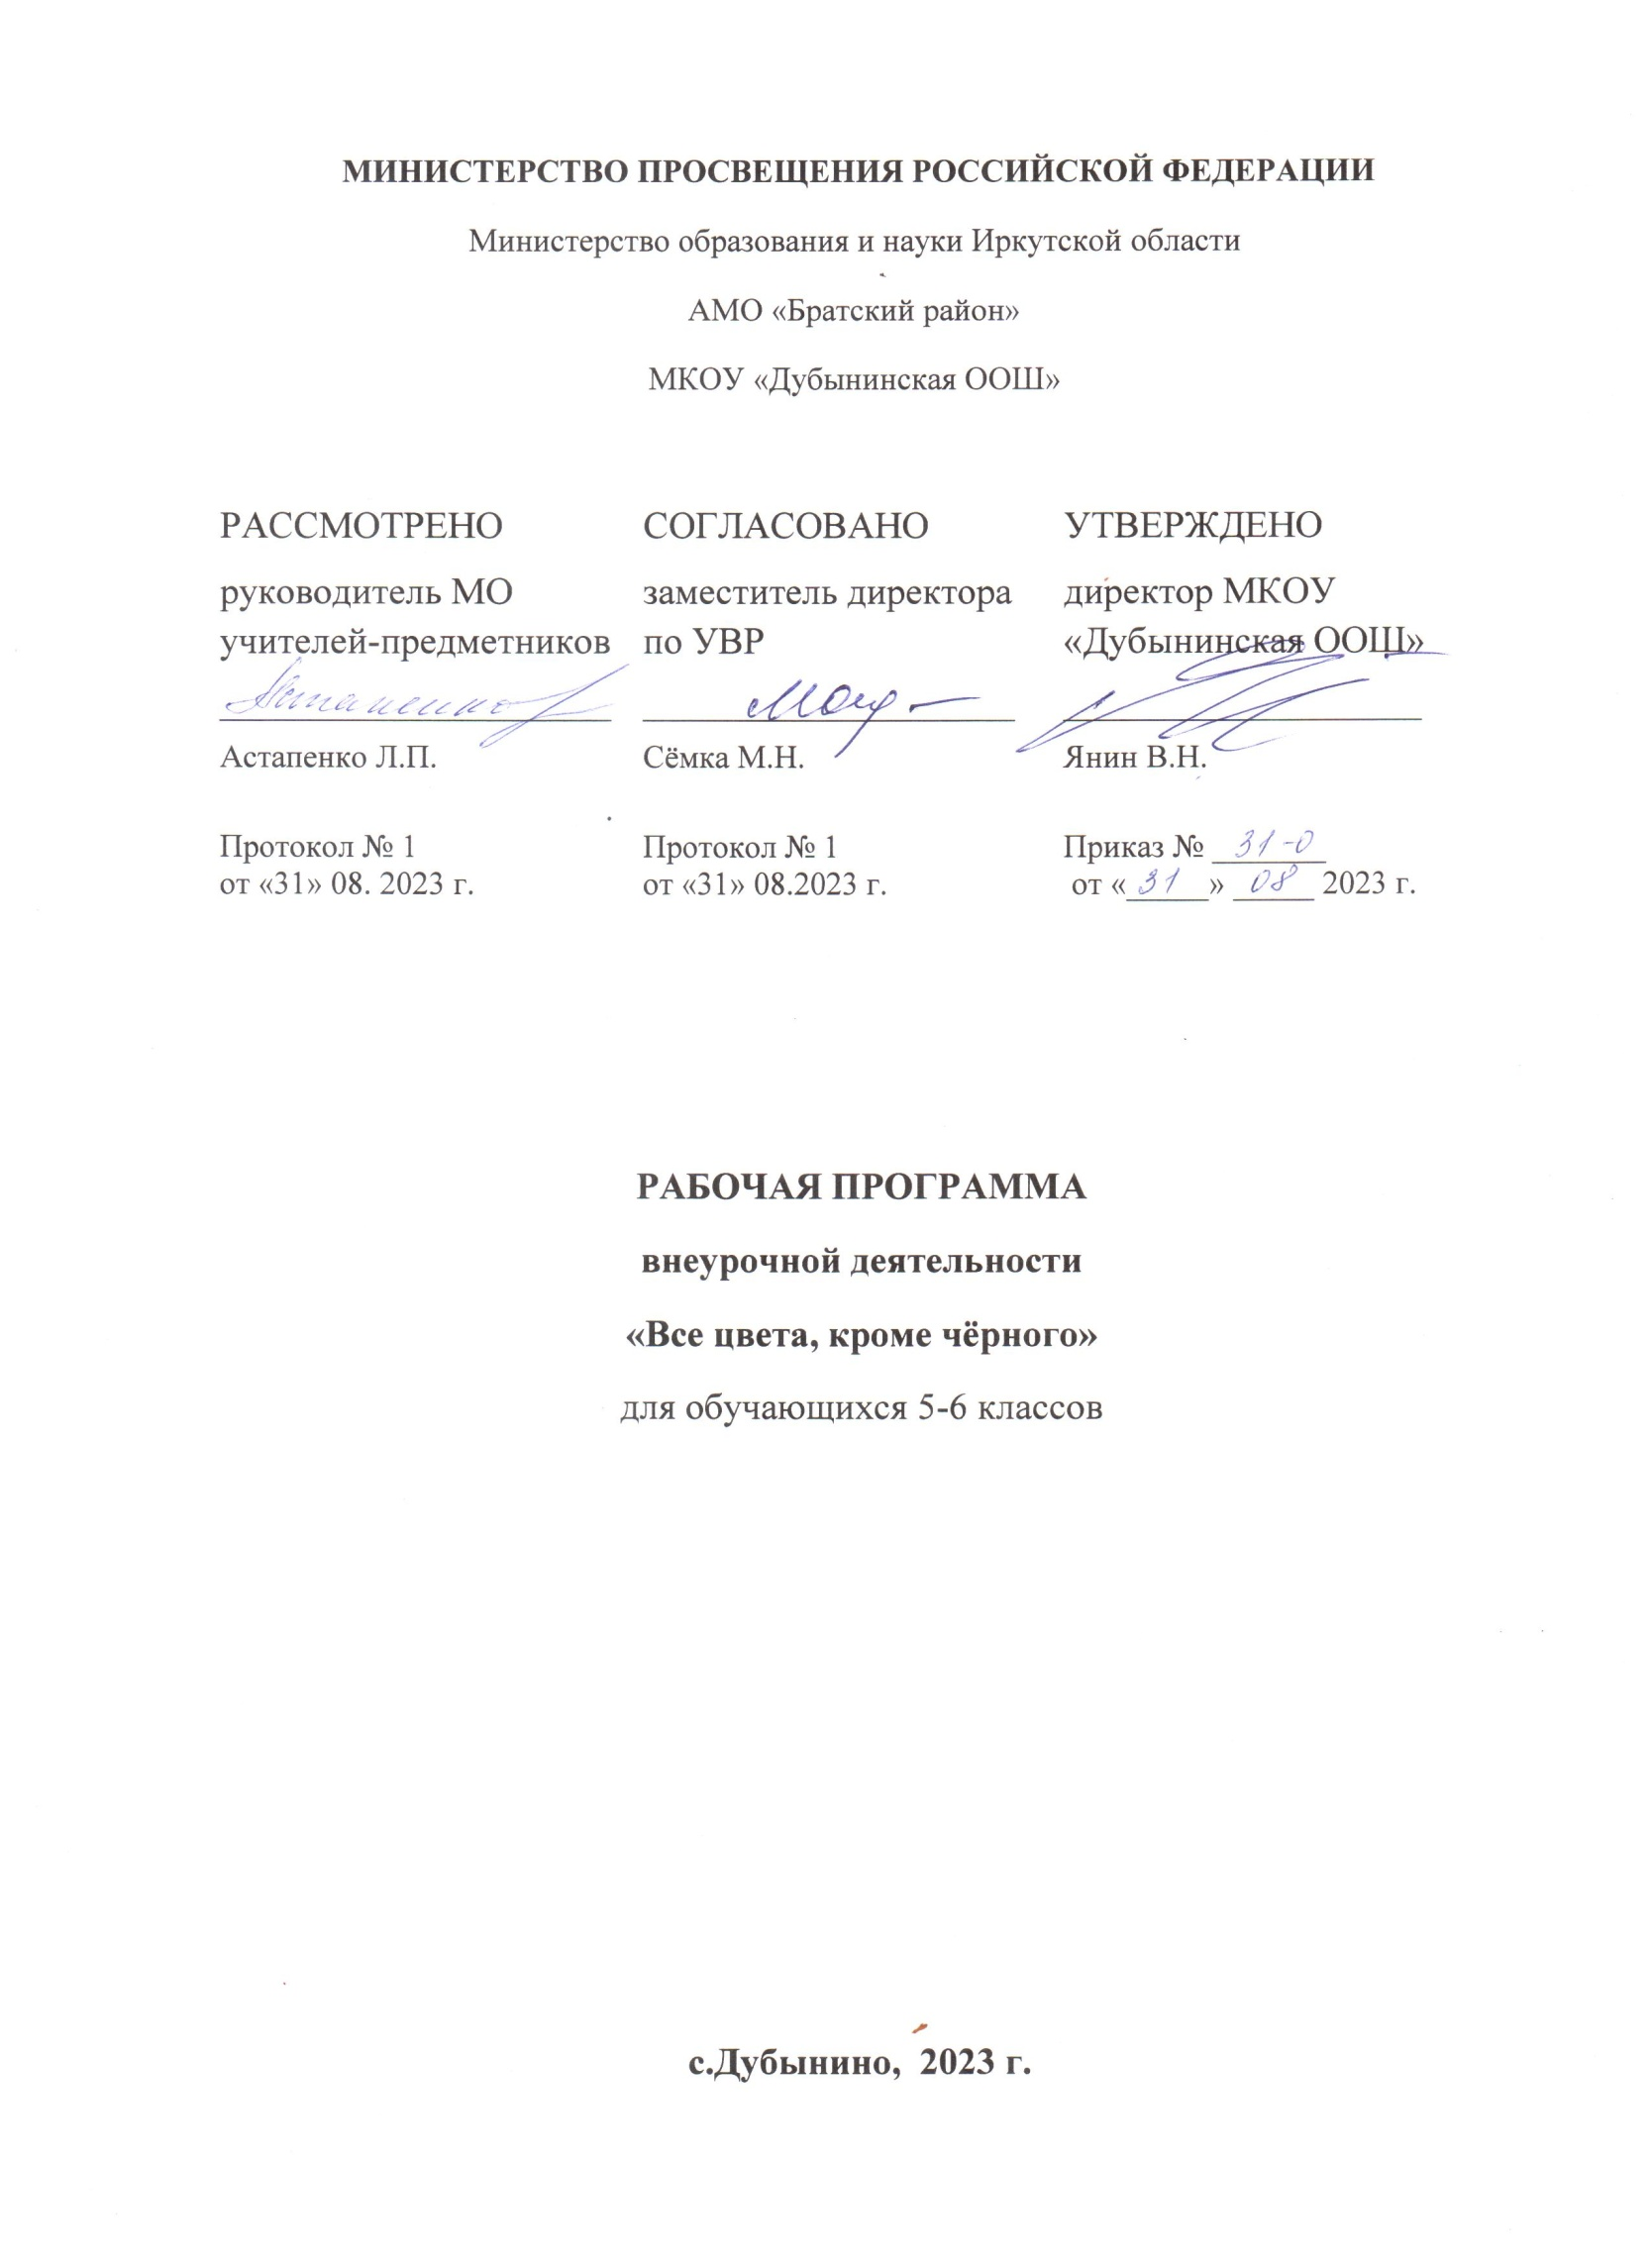 МИНИСТЕРСТВО ПРОСВЕЩЕНИЯ РОССИЙСКОЙ ФЕДЕРАЦИИ
Министерство образования и науки Иркутской области
АМО «Братский район»
МКОУ «Дубынинская ООШ»
РАССМОТРЕНО
руководитель МО
учителей-предметников
Астапенко
Астапенко Л.П.
Протокол № 1
от «31» 08. 2023 г.
СОГЛАСОВАНО
заместитель директора
по УВР
Сёмка М.Н.
Протокол № 1
от «31» 08.2023 г.
УТВЕРЖДЕНО
директор МКОУ
«Дубынинская ООШ»
Янин В.Н.
Приказ № 31-0
от «31» 08 2023 г.
РАБОЧАЯ ПРОГРАММА
внеурочной деятельности
«Все цвета, кроме чёрного»
для обучающихся 5-6 классов
с.Дубынино, 2023 г.